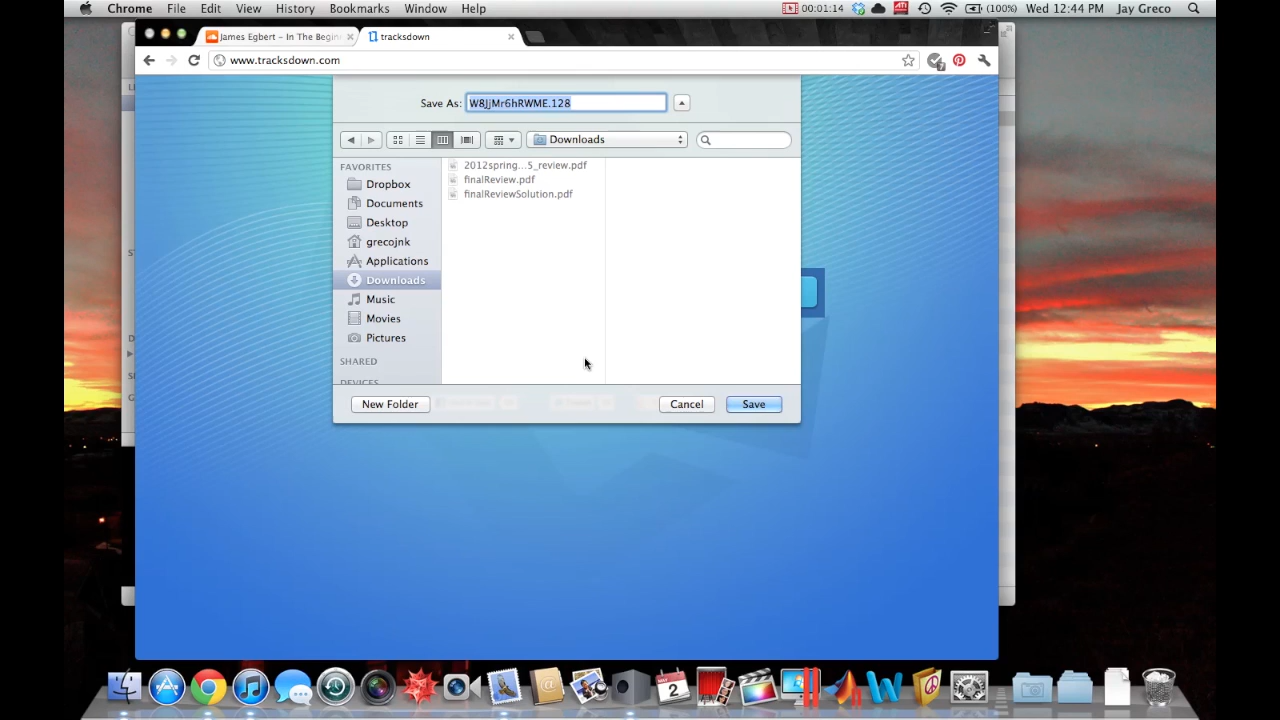 Chrome File Edit View History Bookmarks Window Help 00:01:14 (100%) Wed 12:44 PM Jay Greco
James Egbert – In The Begin tracksdown
www.tracksdown.com
Save As: W8JjMr6hRWME.128
Downloads
FAVORITES
2012spring...5_review.pdf
finalReview.pdf
finalReviewSolution.pdf
Dropbox
Documents
Desktop
grecojnk
Applications
Downloads
Music
Movies
Pictures
SHARED
DEVICES
New Folder Cancel Save
2